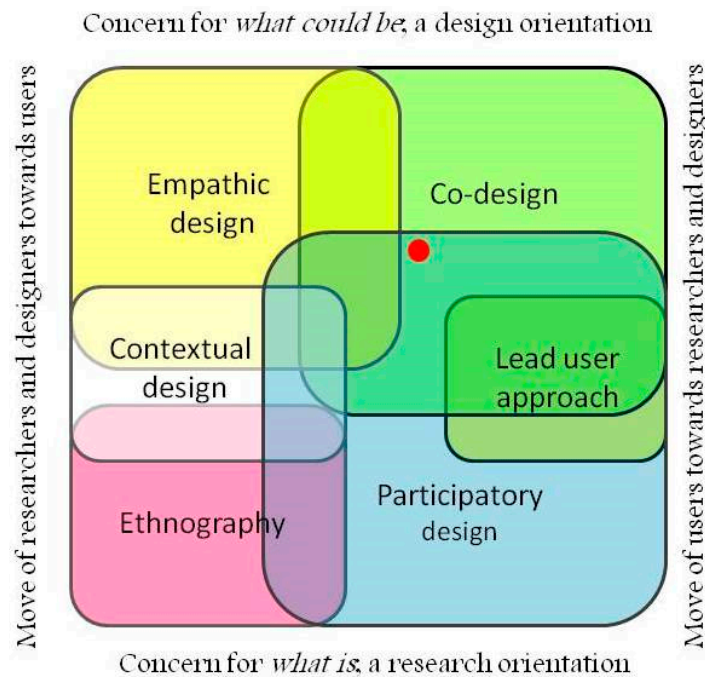 Concern for what could be; a design orientation
Move of researchers and designers towards users
Empathic
design
Co-design
Contextual
design
Lead user
approach
Ethnography
Participatory
design
Move of users towards researchers and designers
Concern for what is; a research orientation